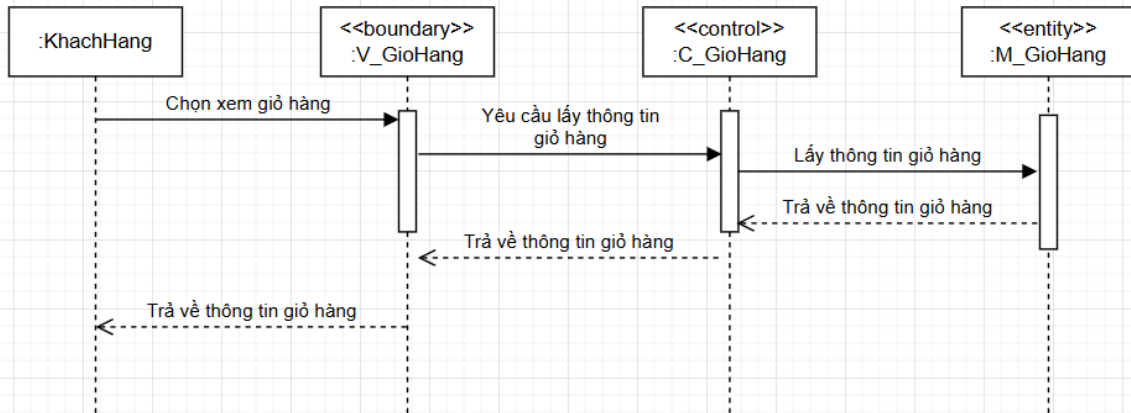 :KhachHang
<<boundary>>
:V_GioHang
<<control>>
:C_GioHang
<<entity>>
:M_GioHang
Chọn xem giỏ hàng
Yêu cầu lấy thông tin
giỏ hàng
Lấy thông tin giỏ hàng
Trả về thông tin giỏ hàng
Trả về thông tin giỏ hàng
Trả về thông tin giỏ hàng